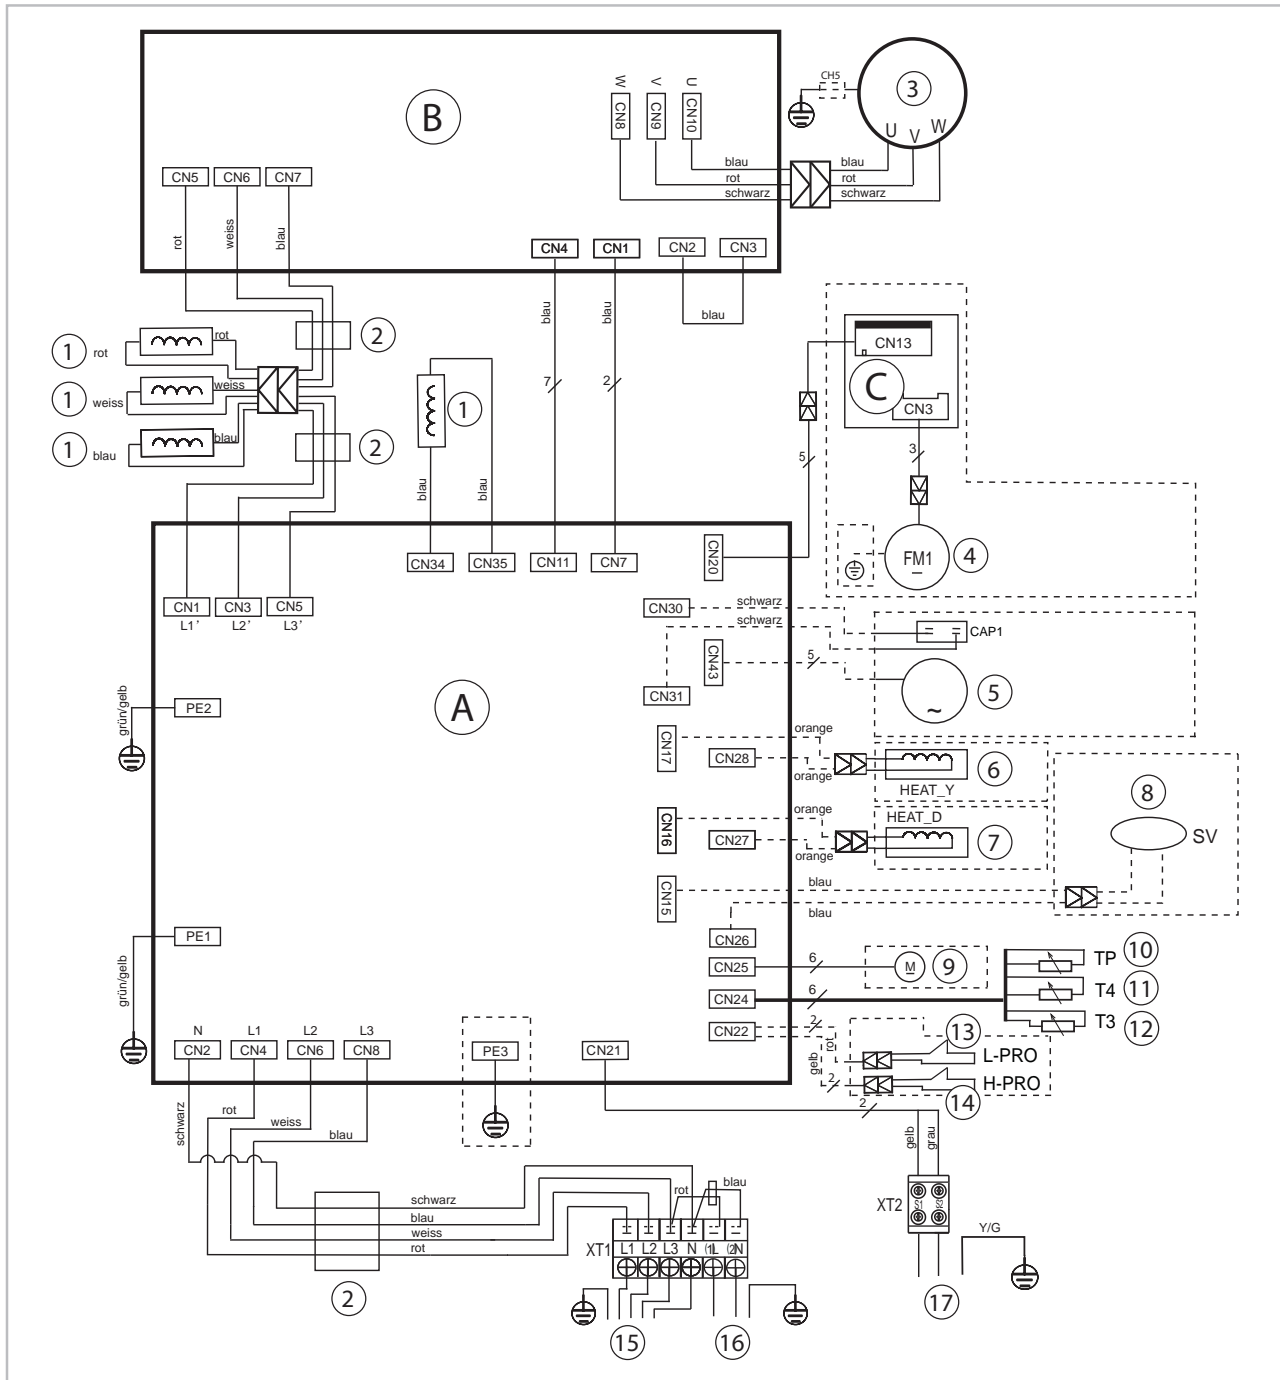 CH5
3
U V W
W V U
CN8 CN9 CN10
B
blau blau
rot rot
schwarz schwarz
CN5 CN6 CN7
rot weiss blau
CN4 CN1 CN2 CN3
blau
blau blau
7 2
1 rot rot
1 weiss weiss
1 blau blau
2
2
1
blau blau
CN13
C
CN3
5 3
FM1 4
CN34 CN35 CN11 CN7 CN20
CN1 CN3 CN5
L1' L2' L3'
CN30 schwarz
schwarz CAP1
CN43 5
CN31
5
~
A
grün/gelb PE2
CN17 orange
CN28 orange
6
HEAT_Y
CN16 orange
CN27 orange
HEAT_D
7
8
SV
CN15 blau
blau
CN26
grün/gelb PE1
CN25 6 M 9
CN24 6
CN22 2
TP 10
T4 11
T3 12
gelb rot
2
13
L-PRO
H-PRO
14
N L1 L2 L3
CN2 CN4 CN6 CN8
PE3 CN21
2
schwarz rot weiss blau
gelb grau
schwarz
blau
weiss
rot
2
rot blau
XT1 L1 L2 L3 N (1)L (2)N
15 16
XT2
Y/G
17